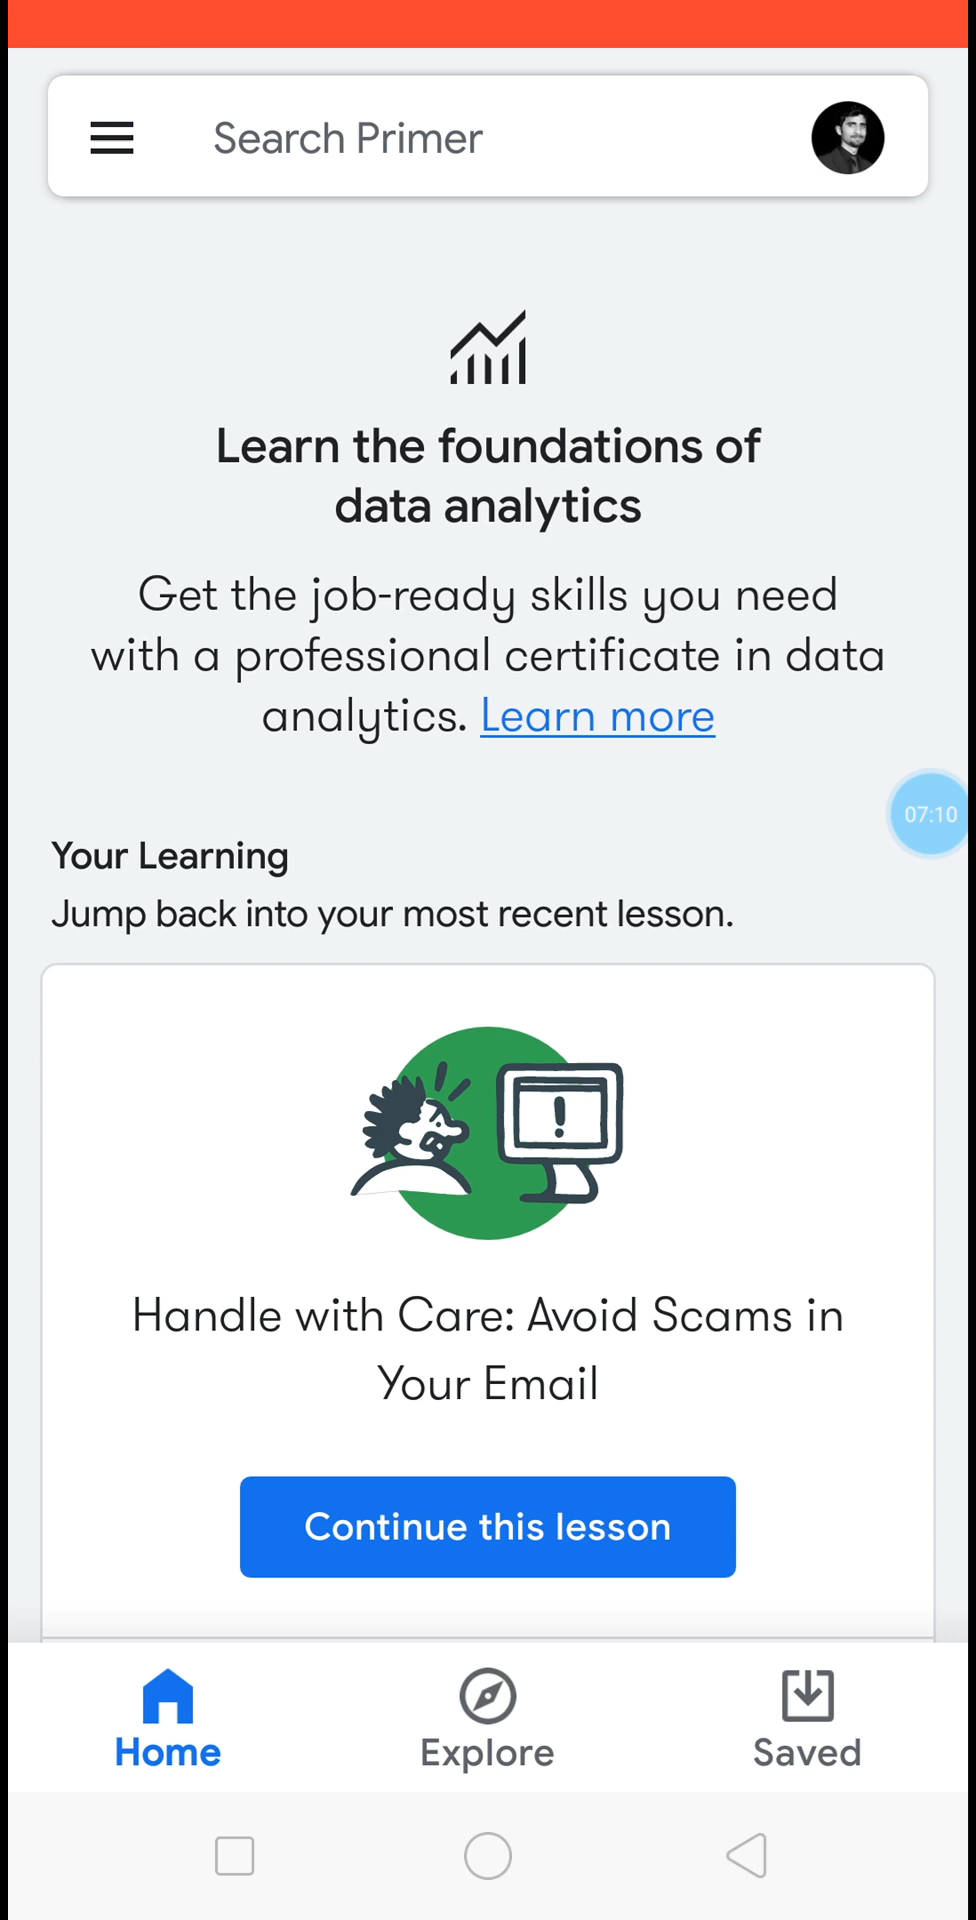 Search Primer
Learn the foundations of
data analytics
Get the job-ready skills you need
with a professional certificate in data
analytics. Learn more
07:10
Your Learning
Jump back into your most recent lesson.
!
Handle with Care: Avoid Scams in
Your Email
Continue this lesson
Home
Explore
Saved